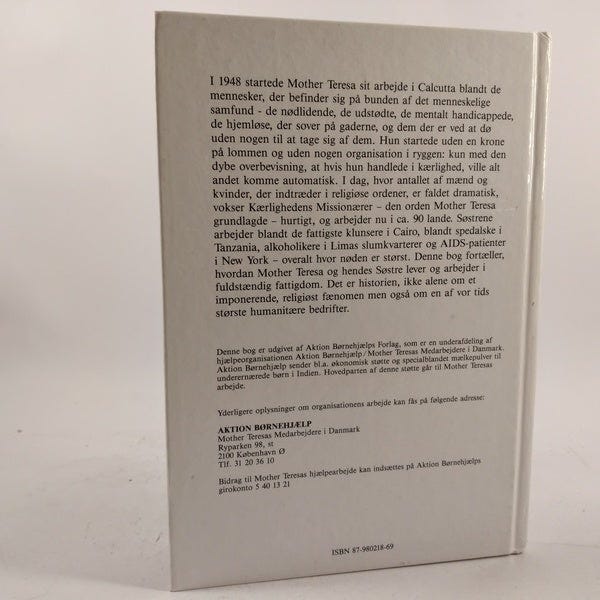 I 1948 startede Mother Teresa sit arbejde i Calcutta blandt de
mennesker, der befinder sig på bunden af det menneskelige
samfund - de nødlidende, de udstødte, de mentalt handicappede,
de hjemløse, der sover på gaderne, og dem der er ved at dø
uden nogen til at tage sig af dem. Hun startede uden en krone
på lommen og uden nogen organisation i ryggen: kun med den
dybe overbevisning, at hvis hun handlede i kærlighed, ville alt
andet komme automatisk. I dag, hvor antallet af mænd og
kvinder, der indtræder i religiøse ordener, er faldet dramatisk,
vokser Kærlighedens Missionærer – den orden Mother Teresa
grundlagde – hurtigt, og arbejder nu i ca. 90 lande. Søstrene
arbejder blandt de fattigste klunsere i Cairo, blandt spedalske i
Tanzania, alkoholikere i Limas slumkvarterer og AIDS-patienter
i New York – overalt hvor nøden er størst. Denne bog fortæller,
hvordan Mother Teresa og hendes Søstre lever og arbejder i
fuldstændig fattigdom. Det er historien, ikke alene om et
imponerende, religiøst fænomen men også om en af vor tids
største humanitære bedrifter.
Denne bog er udgivet af Aktion Børnehjælps Forlag, som er en underafdeling af
hjælpeorganisationen Aktion Børnehjælp/Mother Teresas Medarbejdere i Danmark.
Aktion Børnehjælp sender bl.a. økonomisk støtte og specialblandet mælkepulver til
underernærede børn i Indien. Hovedparten af denne støtte går til Mother Teresas
arbejde.
Yderligere oplysninger om organisationens arbejde kan fås på følgende adresse:
AKTION BØRNEHJÆLP
Mother Teresas Medarbejdere i Danmark
Ryparken 98, st
2100 København Ø
Tlf. 31 20 36 10
Bidrag til Mother Teresas hjælpearbejde kan indsættes på Aktion Børnehjælps
girokonto 5 40 13 21
ISBN 87-980218-69